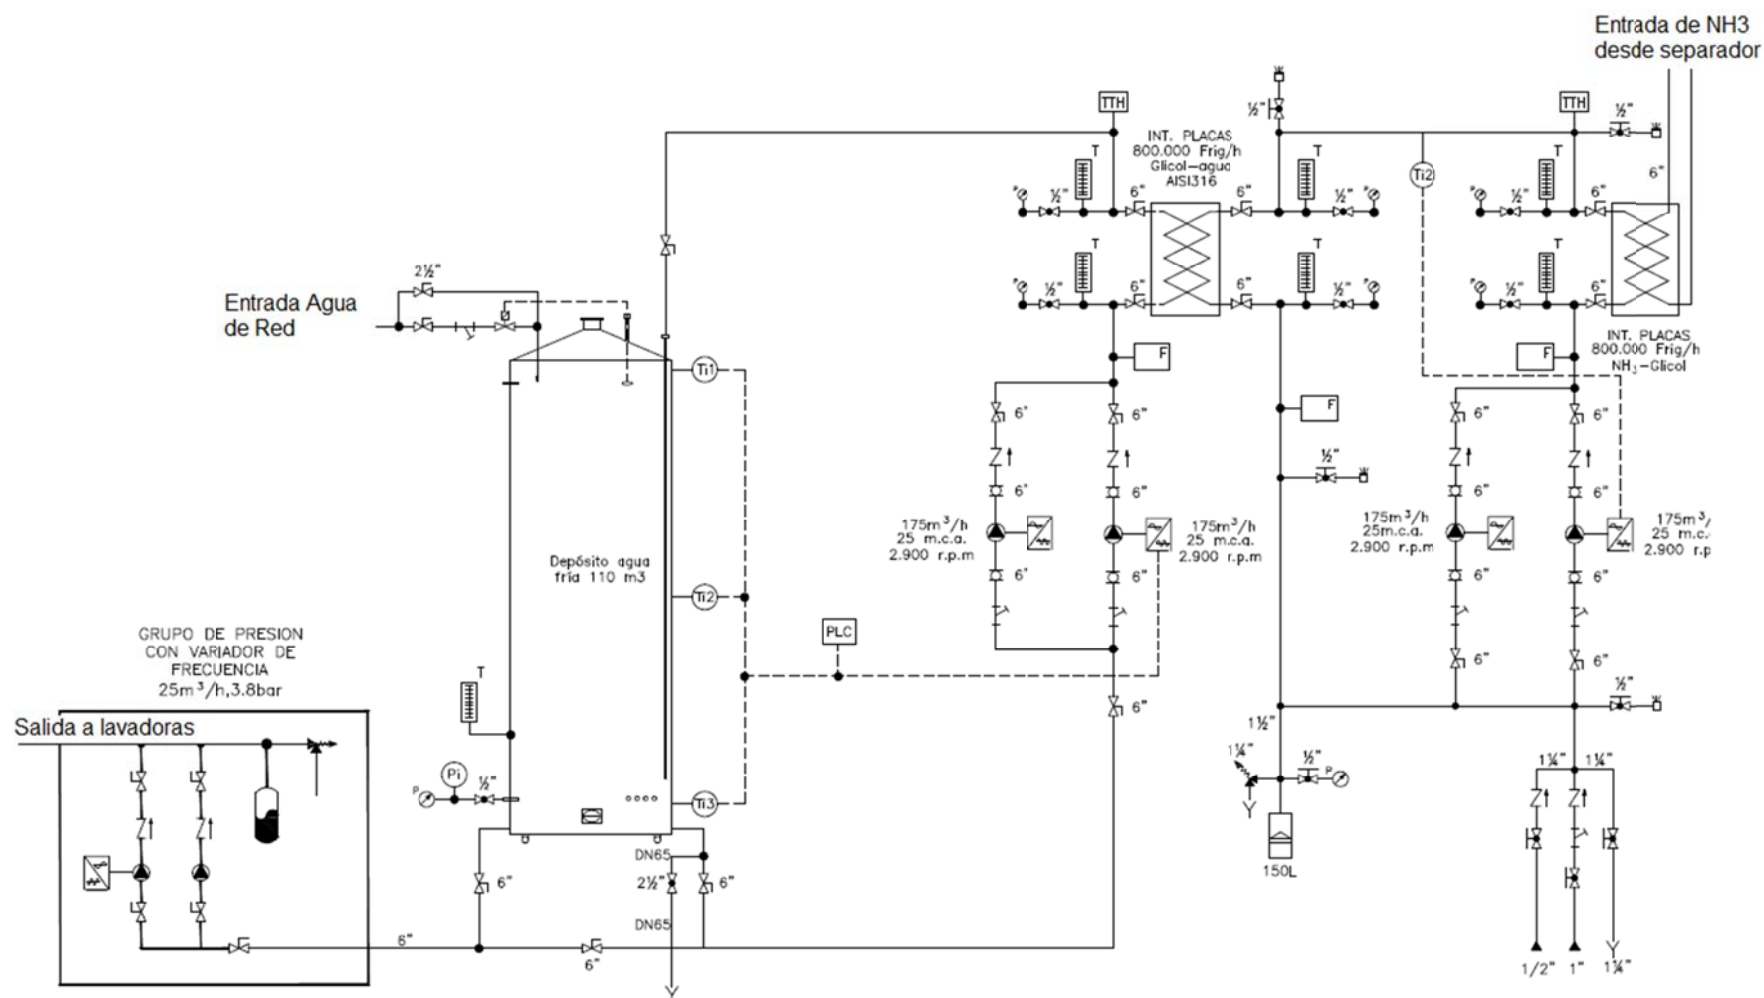 Entrada de NH3
desde separador
TTH
½"
TTH
½"
INT. PLACAS
800.000 Frig/h
Glicol-agua
AISI316
T
T
T
Ti2
6"
P
½"
6"
6"
½"
P
P
½"
6"
T
T
T
P
½"
6"
6"
½"
P
P
½"
6"
2½"
Entrada Agua
de Red
INT. PLACAS
800.000 Frig/h
NH3-Glicol
F
F
Ti1
F
6"
6"
6"
6"
½"
6"
6"
6"
6"
175m³/h
25 m.c.a.
2.900 r.p.m
175m³/h
25 m.c.a.
2.900 r.p.m
175m³/h
25m.c.a.
2.900 r.p.m
175m³/
25 m.c.
2.900 r.p
Depósito agua
fría 110 m3
6"
6"
6"
6"
Ti2
PLC
GRUPO DE PRESION
CON VARIADOR DE
FRECUENCIA
25m³/h,3.8bar
6"
6"
T
6"
½"
Salida a lavadoras
1½"
1¼"
½"
P
1¼"
1¼"
Pi
P
½"
Ti3
DN65
6"
2½"
6"
150L
DN65
6"
6"
1/2"
1"
1¼"